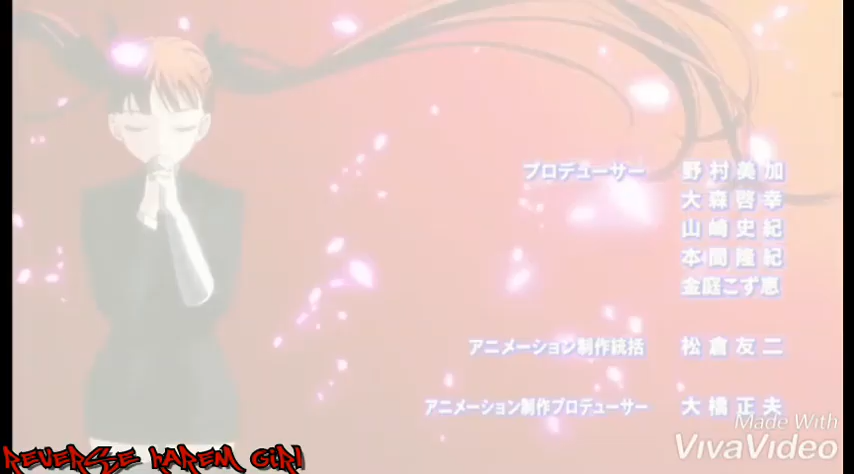 プロデューサー 野村美加
大森啓幸
山崎史紀
本間隆紀
金庭こず恵
アニメーション制作統括 松倉友二
アニメーション制作プロデューサー 大橋正夫
Made With
VivaVideo
REVERSE HAREM GIRl